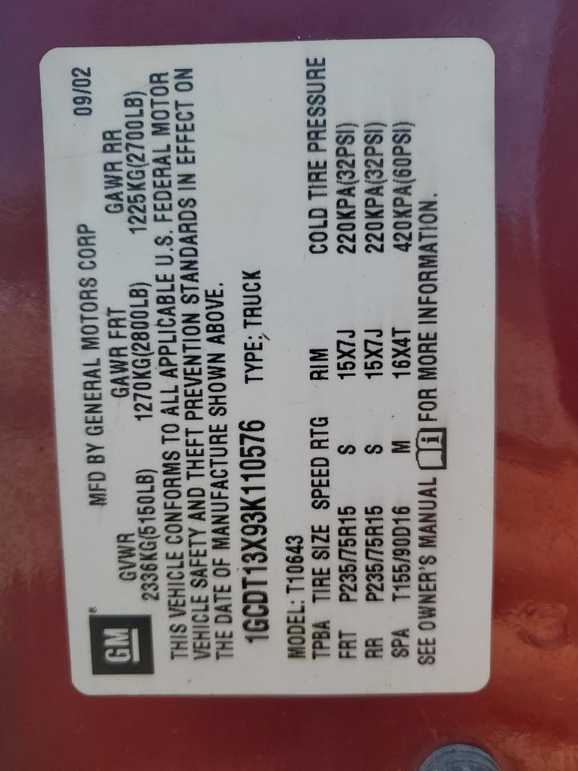 GM®
MFD BY GENERAL MOTORS CORP 09/02
GVWR GAWR FRT GAWR RR
2336KG(5150LB) 1270KG(2800LB) 1225KG(2700LB)
THIS VEHICLE CONFORMS TO ALL APPLICABLE U.S. FEDERAL MOTOR
VEHICLE SAFETY AND THEFT PREVENTION STANDARDS IN EFFECT ON
THE DATE OF MANUFACTURE SHOWN ABOVE.
1GCDT13X93K110576 TYPE: TRUCK
MODEL: T10643
TPBA TIRE SIZE SPEED RTG RIM COLD TIRE PRESSURE
FRT P235/75R15 S 15X7J 220KPA(32PSI)
RR P235/75R15 S 15X7J 220KPA(32PSI)
SPA T155/90D16 M 16X4T 420KPA(60PSI)
SEE OWNER'S MANUAL FOR MORE INFORMATION.